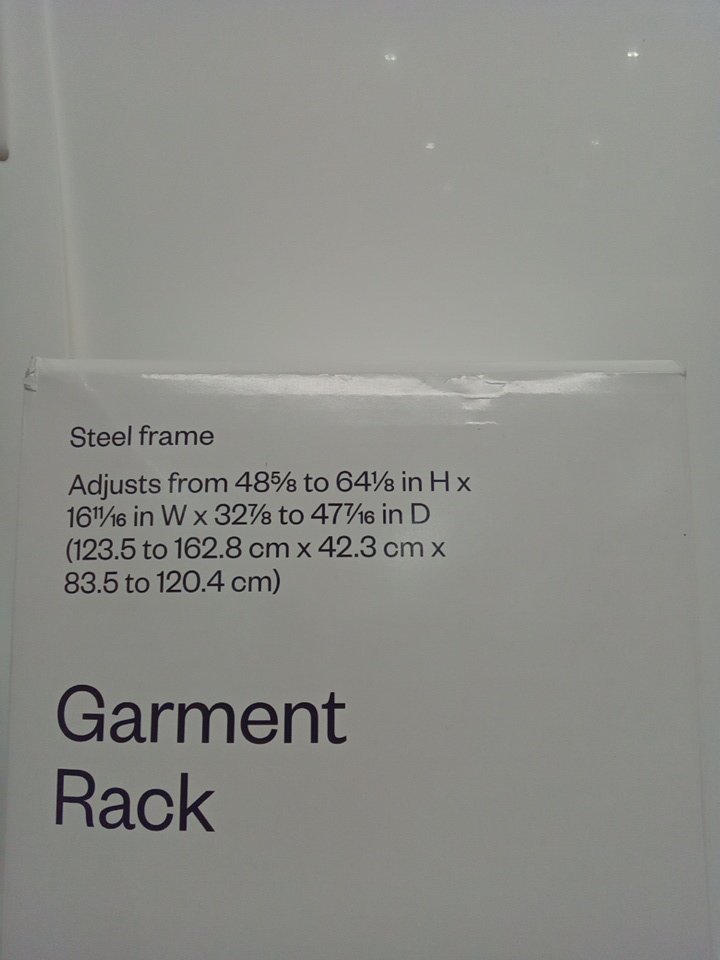 Steel frame
Adjusts from 48⅝ to 64⅛ in H x
16¹¹⁄₁₆ in W x 32⅞ to 47⁷⁄₁₆ in D
(123.5 to 162.8 cm x 42.3 cm x
83.5 to 120.4 cm)
Garment
Rack